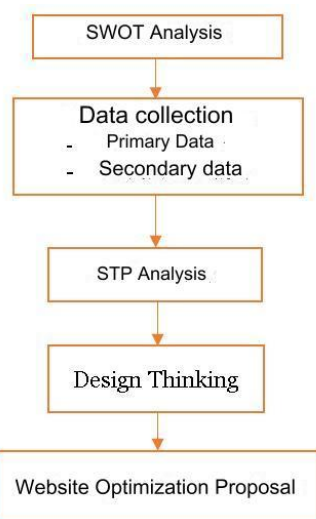 SWOT Analysis
Data collection
- Primary Data
- Secondary data
STP Analysis
Design Thinking
Website Optimization Proposal